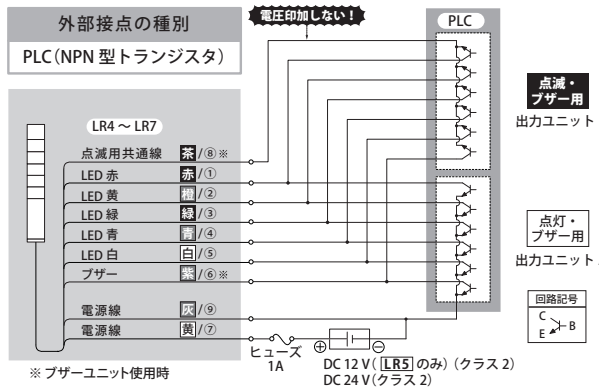 外部接点の種別
PLC(NPN 型トランジスタ)
電圧印加しない!
PLC
LR4 ~ LR7
点滅用共通線 茶/⑧※
LED 赤 赤/①
LED 黄 橙/②
LED 緑 緑/③
LED 青 青/④
LED 白 白/⑤
ブザー 紫/⑥※
電源線 灰/⑨
電源線 黄/⑦
※ ブザーユニット使用時
ヒューズ
1A
⊕ ⊖
DC 12 V( LR5 のみ)(クラス 2)
DC 24 V(クラス 2)
点滅・
ブザー用
出力ユニット
点灯・
ブザー用
出力ユニット
回路記号
C
E
B